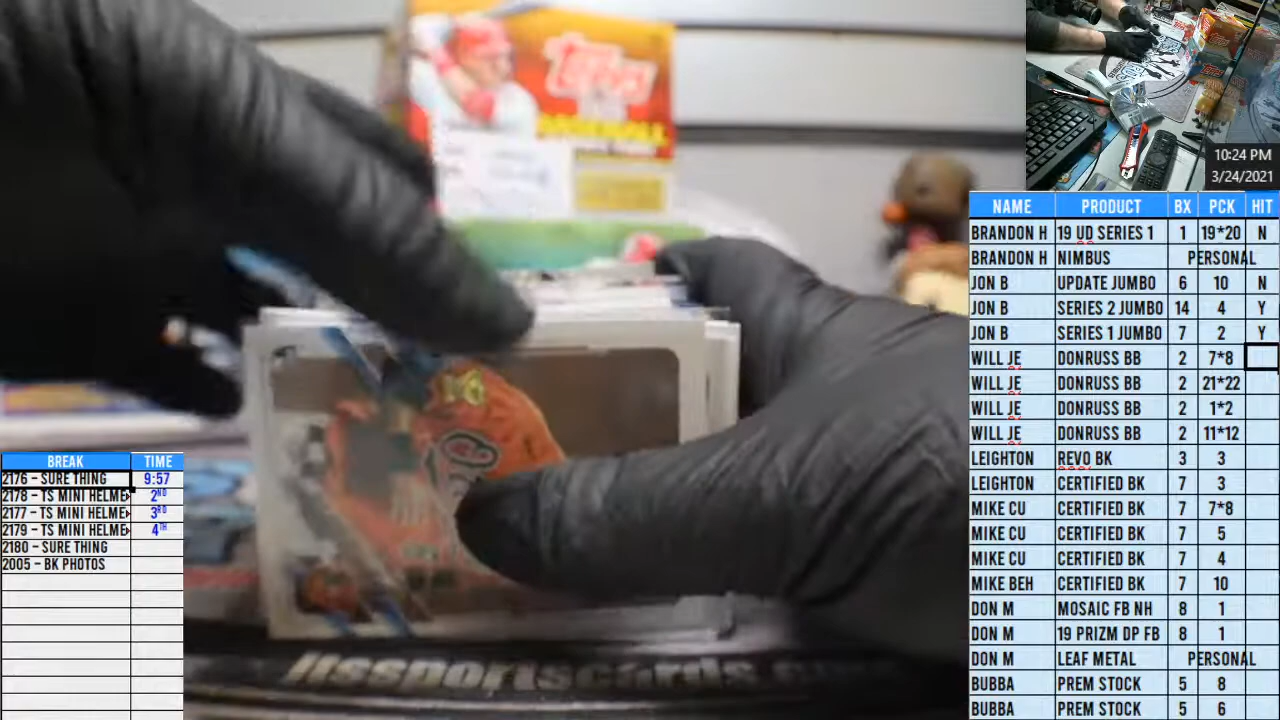 Topps
BASEBALL
10:24 PM
3/24/2021
NAME PRODUCT BX PCK HIT
BRANDON H 19 UD SERIES 1 1 19*20 N
BRANDON H NIMBUS PERSONAL
JON B UPDATE JUMBO 6 10 N
JON B SERIES 2 JUMBO 14 4 Y
JON B SERIES 1 JUMBO 7 2 Y
WILL JE DONRUSS BB 2 7*8
WILL JE DONRUSS BB 2 21*22
WILL JE DONRUSS BB 2 1*2
WILL JE DONRUSS BB 2 11*12
LEIGHTON REVO BK 3 3
LEIGHTON CERTIFIED BK 7 3
MIKE CU CERTIFIED BK 7 7*8
MIKE CU CERTIFIED BK 7 5
MIKE CU CERTIFIED BK 7 4
MIKE BEH CERTIFIED BK 7 10
DON M MOSAIC FB NH 8 1
DON M 19 PRIZM DP FB 8 1
DON M LEAF METAL PERSONAL
BUBBA PREM STOCK 5 8
BUBBA PREM STOCK 5 6
BREAK TIME
2176 - SURE THING 9:57
2178 - TS MINI HELME 2ND
2177 - TS MINI HELME 3RD
2179 - TS MINI HELME 4TH
2180 - SURE THING
2005 - BK PHOTOS